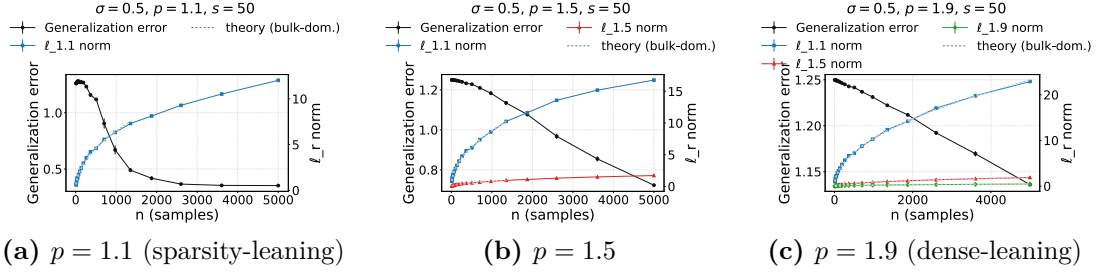 σ = 0.5, p = 1.1, s = 50
Generalization error
theory (bulk-dom.)
ℓ_1.1 norm
Generalization error
1.0
0.5
10
5
0
ℓ_r norm
0 1000 2000 3000 4000 5000
n (samples)
(a) p = 1.1 (sparsity-leaning)
σ = 0.5, p = 1.5, s = 50
Generalization error
ℓ_1.5 norm
ℓ_1.1 norm
theory (bulk-dom.)
Generalization error
1.2
1.0
0.8
15
10
5
0
ℓ_r norm
0 1000 2000 3000 4000 5000
n (samples)
(b) p = 1.5
σ = 0.5, p = 1.9, s = 50
Generalization error
ℓ_1.9 norm
ℓ_1.1 norm
theory (bulk-dom.)
ℓ_1.5 norm
Generalization error
1.25
1.20
1.15
20
10
0
ℓ_r norm
0 2000 4000
n (samples)
(c) p = 1.9 (dense-leaning)